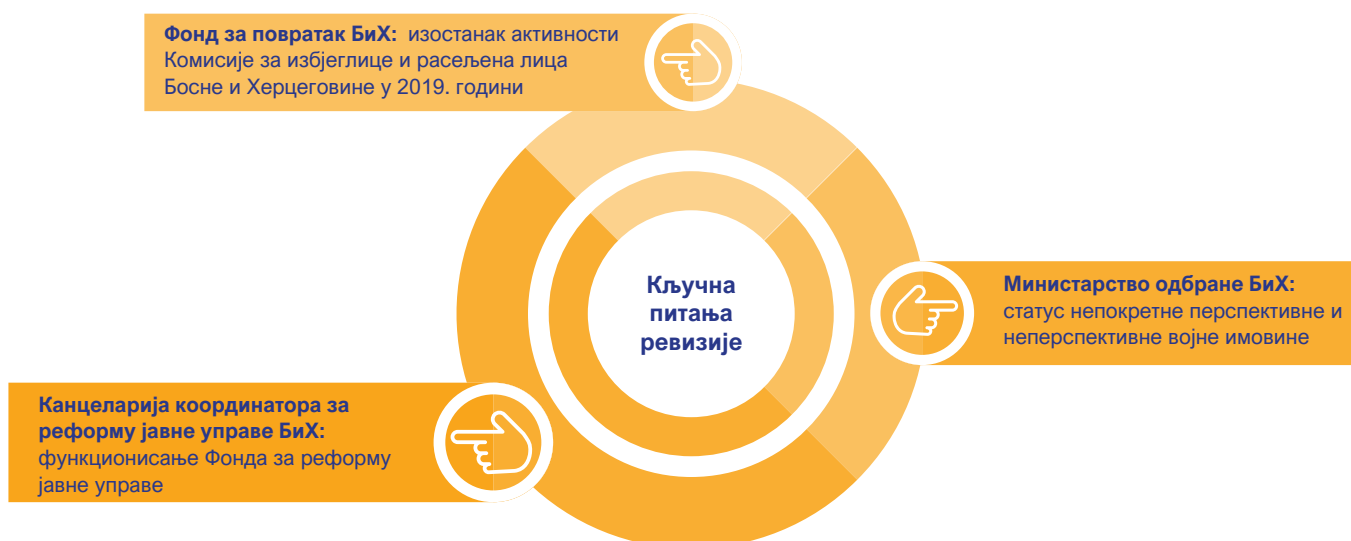 Фонд за повратак БиХ: изостанак активности
Комисије за избјеглице и расељена лица
Босне и Херцеговине у 2019. години
Кључна
питања
ревизије
Министарство одбране БиХ:
статус непокретне перспективне и
неперспективне војне имовине
Канцеларија координатора за
реформу јавне управе БиХ:
функционисање Фонда за реформу
јавне управе